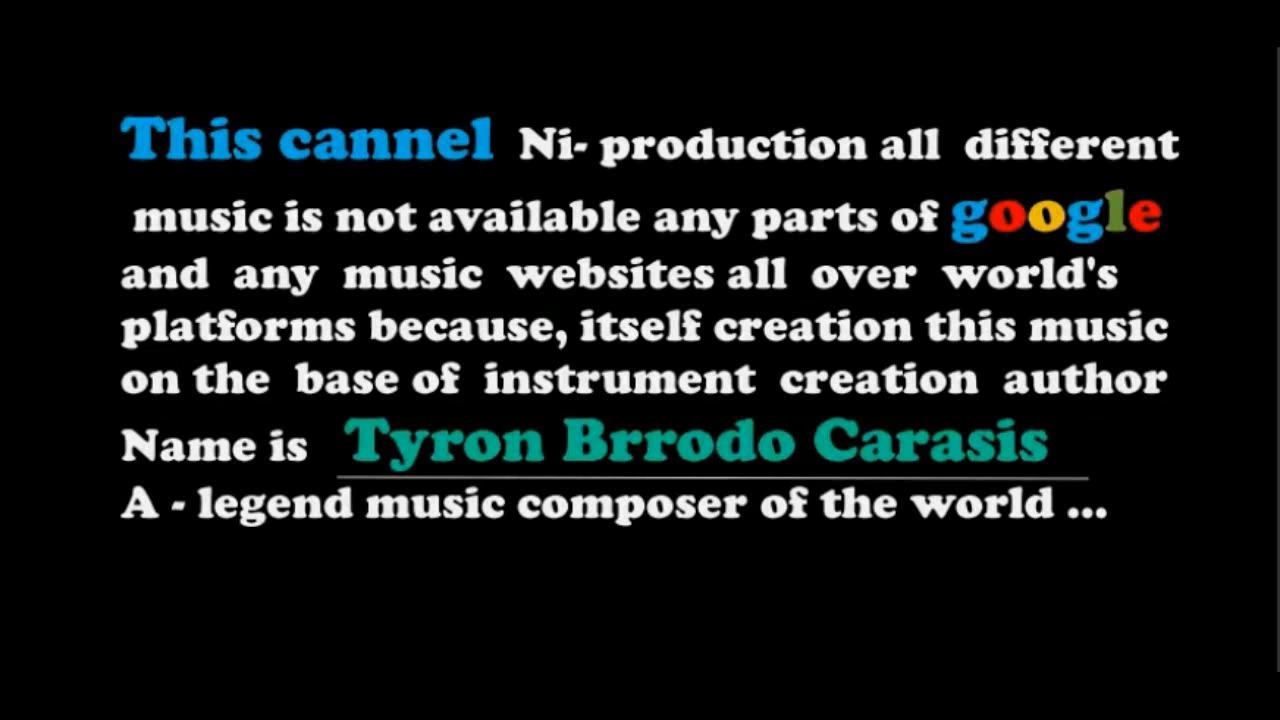 This cannel Ni- production all different
music is not available any parts of google
and any music websites all over world's
platforms because, itself creation this music
on the base of instrument creation author
Name is Tyron Brrodo Carasis
A - legend music composer of the world ...